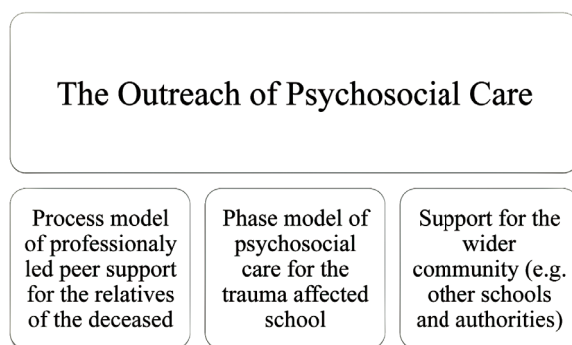 The Outreach of Psychosocial Care
Process model
of professionaly
led peer support
for the relatives
of the deceased
Phase model of
psychosocial
care for the
trauma affected
school
Support for the
wider
community (e.g.
other schools
and authorities)